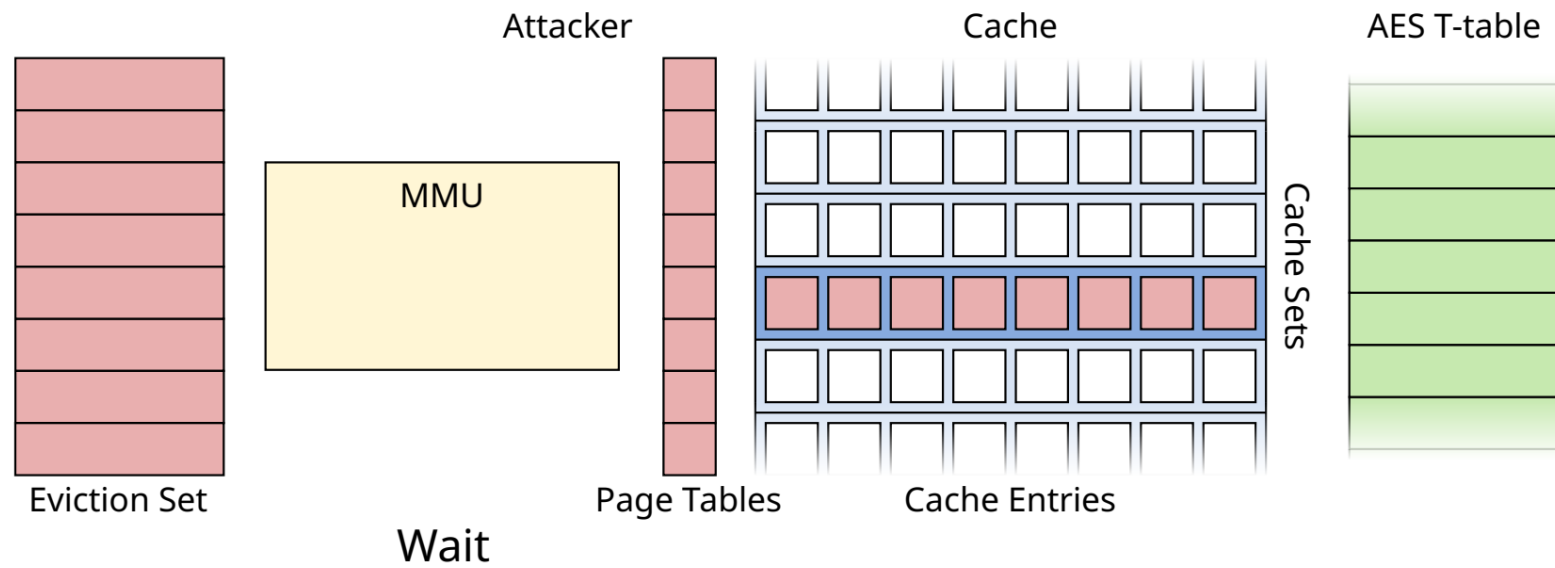 Attacker
Cache
AES T-table
MMU
Cache Sets
Eviction Set
Page Tables
Cache Entries
Wait